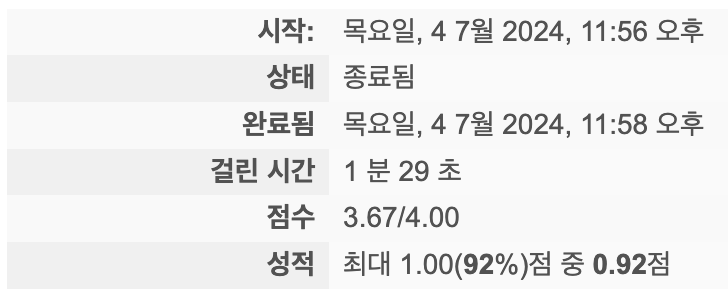 시작: 목요일, 4 7월 2024, 11:56 오후
상태 종료됨
완료됨 목요일, 4 7월 2024, 11:58 오후
걸린 시간 1 분 29 초
점수 3.67/4.00
성적 최대 1.00(92%)점 중 0.92점